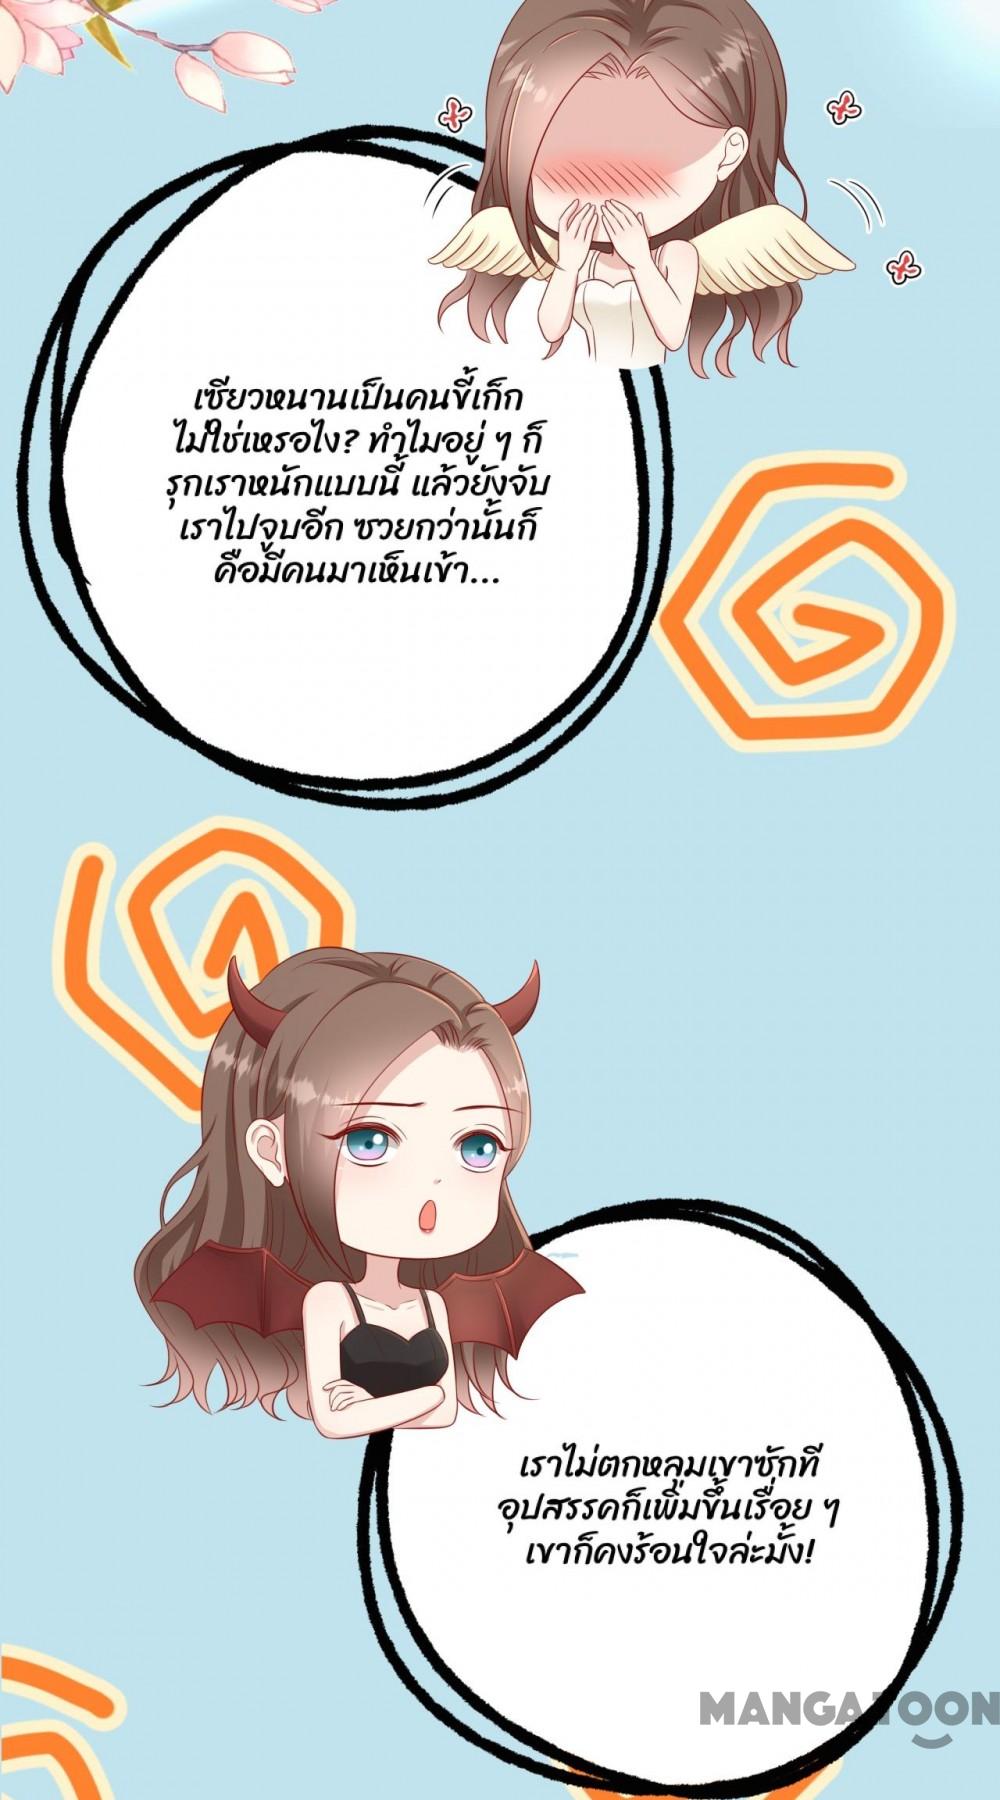 เซียวหนานเป็นคนขี้เก็ก
ไม่ใช่เหรอไง? ทำไมอยู่ ๆ ก็
รุกเราหนักแบบนี้ แล้วยังจับ
เราไปจูบอีก ซวยกว่านั้นก็
คือมีคนมาเห็นเข้า...
เราไม่ตกหลุมเขาซักที
อุปสรรคก็เพิ่มขึ้นเรื่อย ๆ
เขาก็คงร้อนใจล่ะมั้ง!
MANGATOON